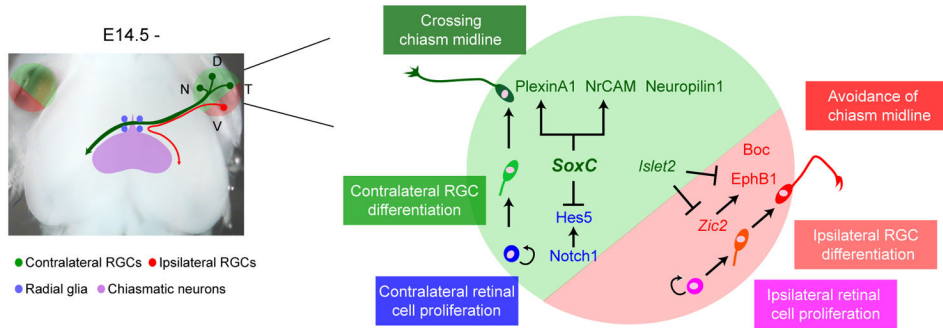 E14.5 -
D
N
T
V
Contralateral RGCs
Ipsilateral RGCs
Radial glia
Chiasmatic neurons
Crossing
chiasm midline
PlexinA1 NrCAM Neuropilin1
SoxC
Hes5
Notch1
Contralateral RGC
differentiation
Contralateral retinal
cell proliferation
Islet2
Boc
EphB1
Zic2
Avoidance of
chiasm midline
Ipsilateral RGC
differentiation
Ipsilateral retinal
cell proliferation